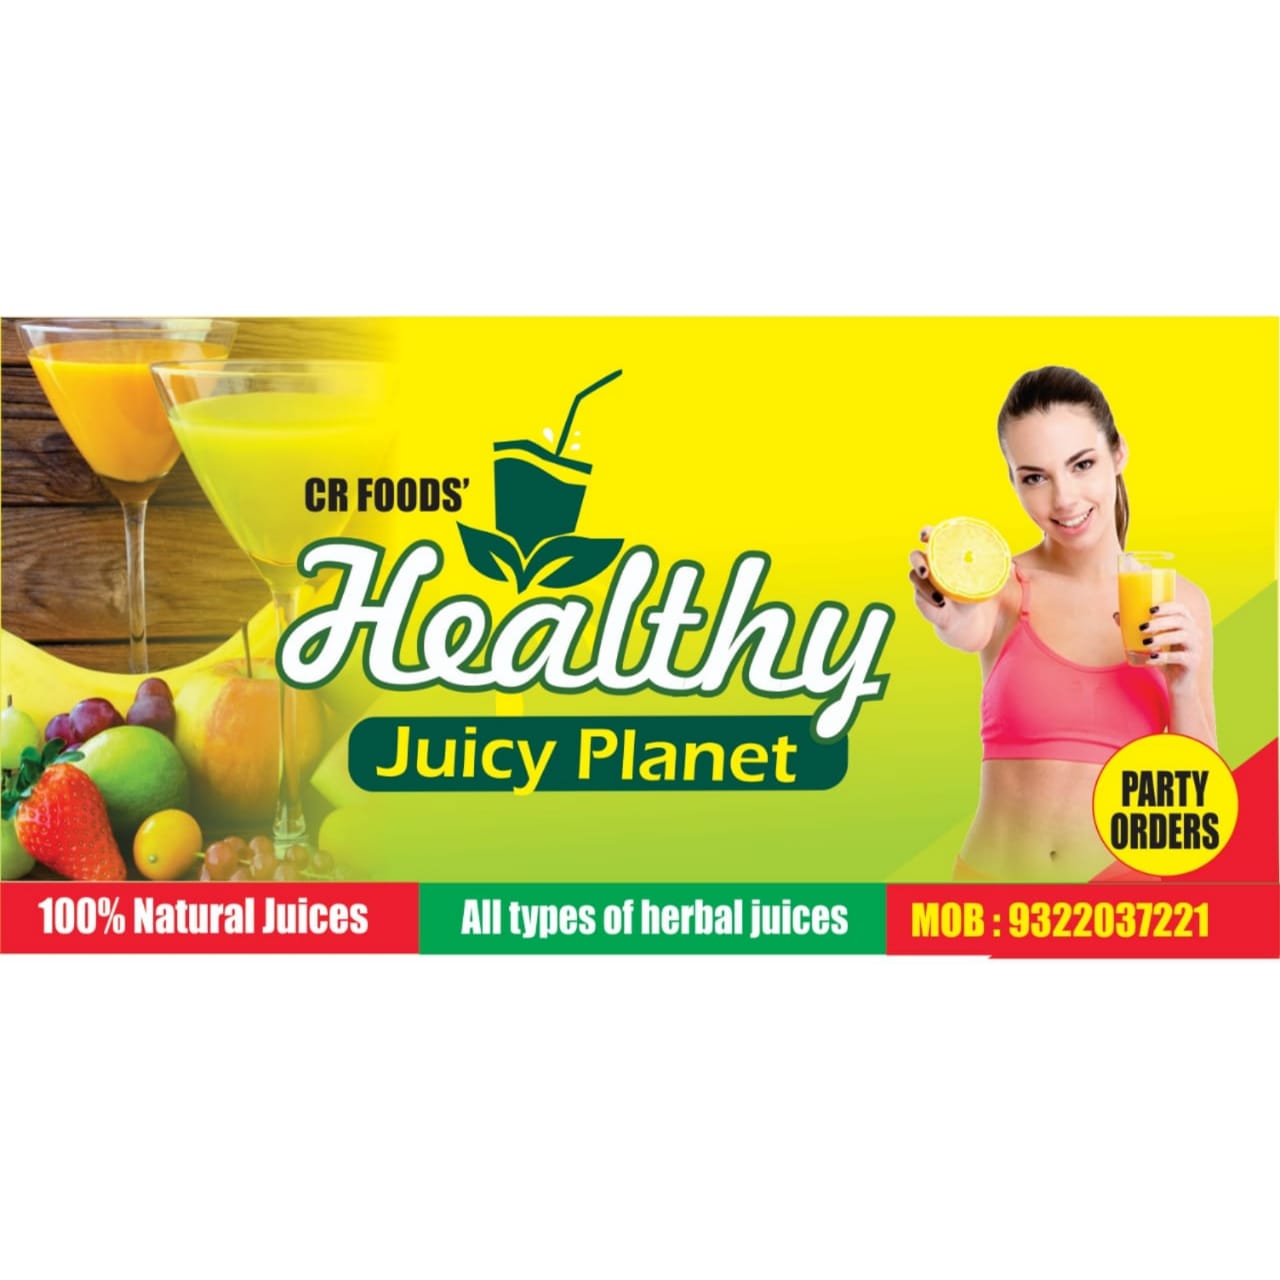 CR FOODS’
Healthy
Juicy Planet
PARTY
ORDERS
100% Natural Juices
All types of herbal juices
MOB : 9322037221